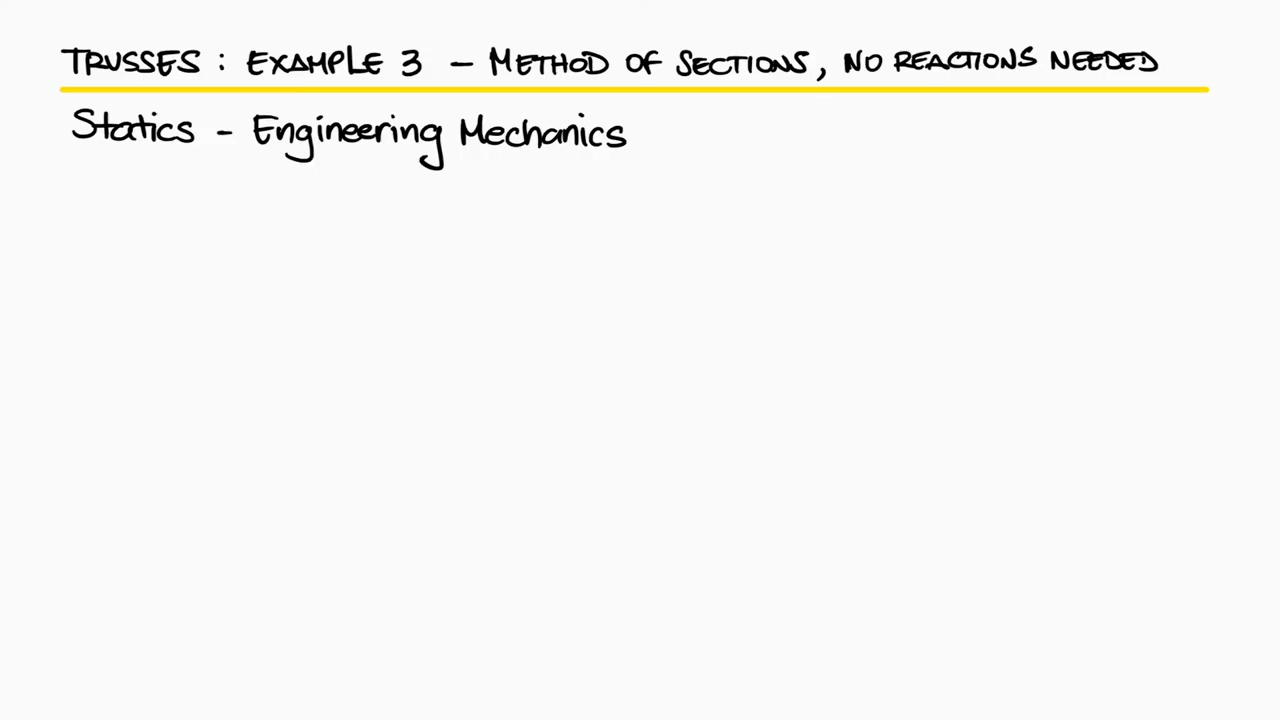 TRUSSES : EXAMPLE 3 – METHOD OF SECTIONS, NO REACTIONS NEEDED
Statics - Engineering Mechanics